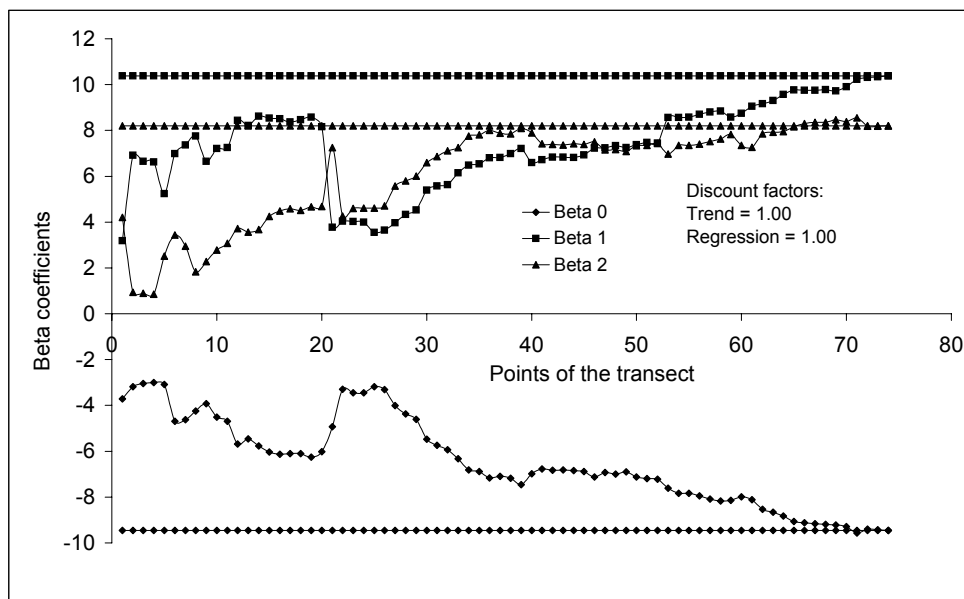 12
10
8
6
4
2
0
-2
-4
-6
-8
-10
Beta coefficients
0 10 20 30 40 50 60 70 80
Points of the transect
Beta 0
Beta 1
Beta 2
Discount factors:
Trend = 1.00
Regression = 1.00